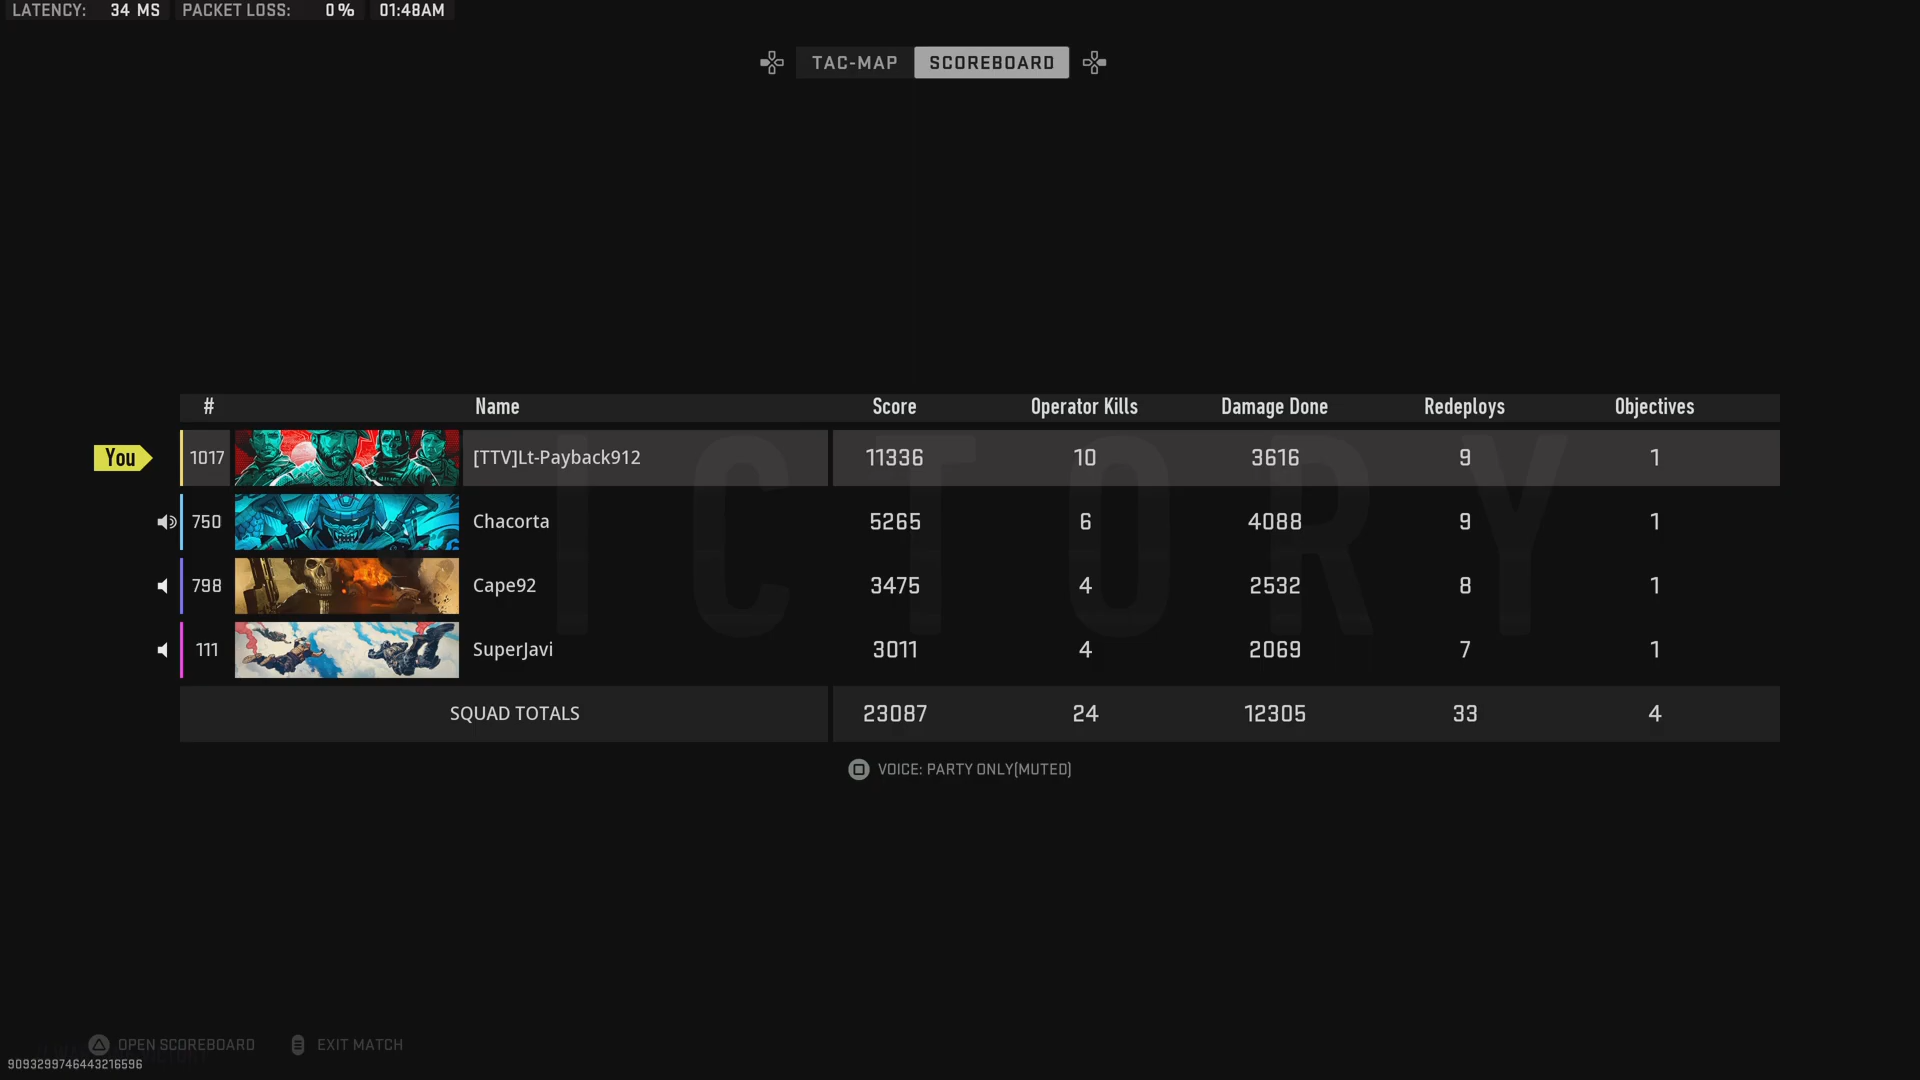 LATENCY: 34 MS PACKET LOSS: 0 % 01:48AM
TAC-MAP SCOREBOARD
# Name Score Operator Kills Damage Done Redeploys Objectives
You 1017 [TTV]Lt-Payback912 11336 10 3616 9 1
750 Chacorta 5265 6 4088 9 1
798 Cape92 3475 4 2532 8 1
111 SuperJavi 3011 4 2069 7 1
ICTORY
SQUAD TOTALS 23087 24 12305 33 4
VOICE: PARTY ONLY(MUTED)
OPEN SCOREBOARD EXIT MATCH
9093299746443216596